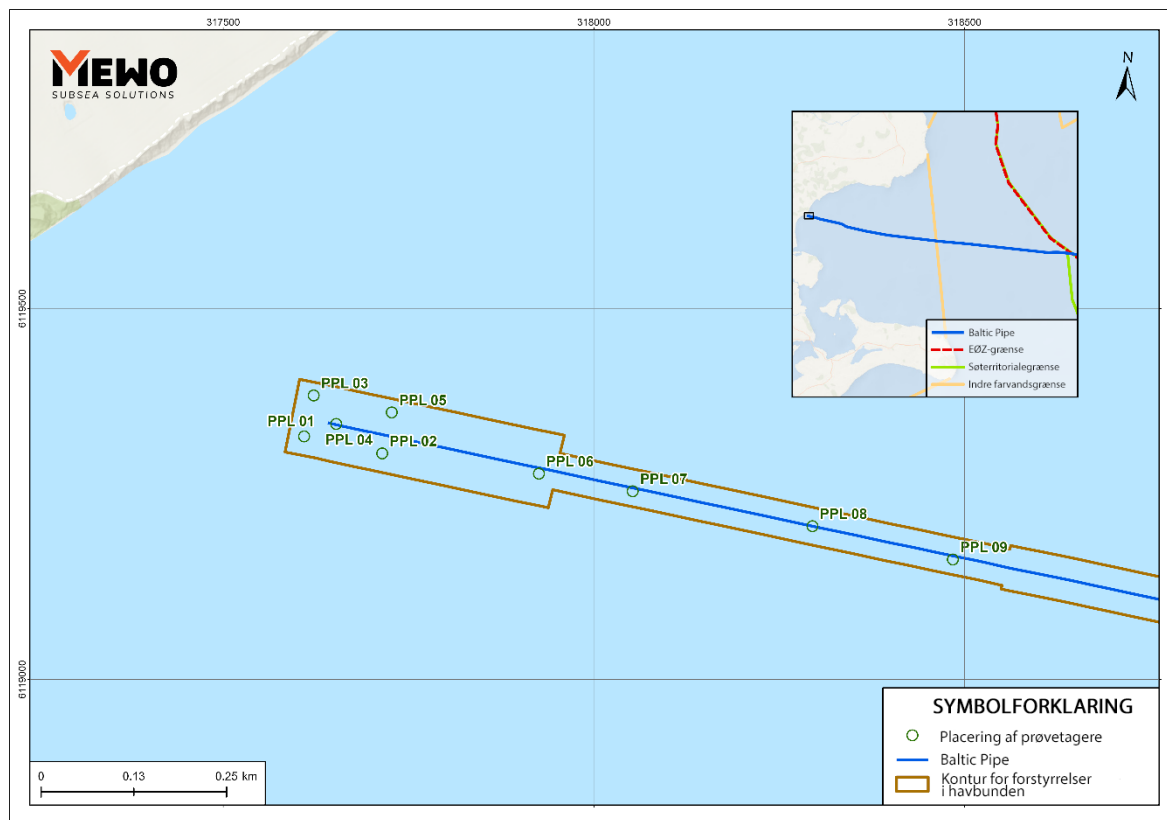 317500
318000
318500
MEWO
SUBSEA SOLUTIONS
N
Baltic Pipe
EØZ-grænse
Søterritorialegrænse
Indre farvandsgrænse
6119500
PPL 03
PPL 05
PPL 01
PPL 04
PPL 02
PPL 06
PPL 07
PPL 08
PPL 09
6119000
SYMBOLFORKLARING
Placering af prøvetagere
Baltic Pipe
Kontur for forstyrrelser
i havbunden
0 0.13 0.25 km